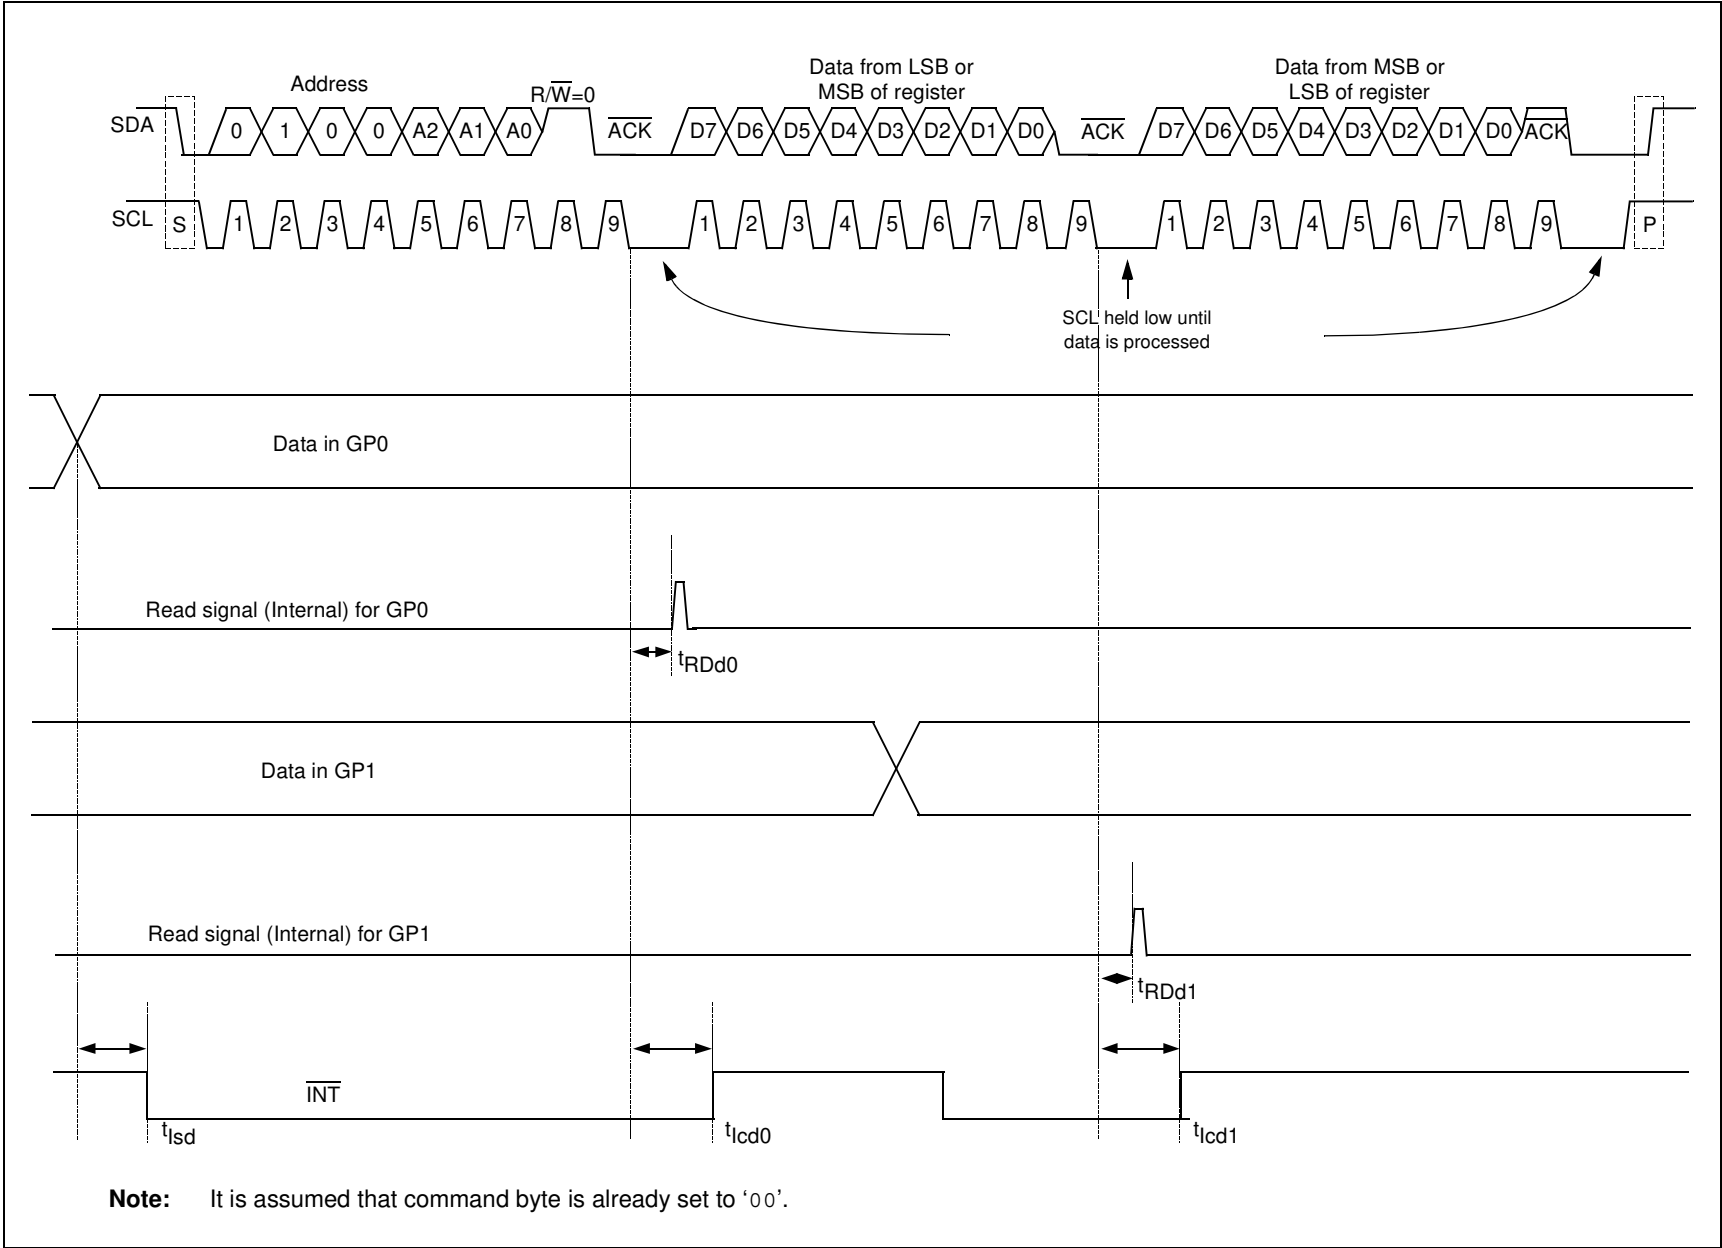 Address
R/W̅=0
Data from LSB or
MSB of register
Data from MSB or
LSB of register
SDA 0 1 0 0 A2 A1 A0 A̅C̅K̅ D7 D6 D5 D4 D3 D2 D1 D0 A̅C̅K̅ D7 D6 D5 D4 D3 D2 D1 D0 A̅C̅K̅
SCL S 1 2 3 4 5 6 7 8 9 1 2 3 4 5 6 7 8 9 1 2 3 4 5 6 7 8 9 P
SCL held low until
data is processed
Data in GP0
Read signal (Internal) for GP0
tRDd0
Data in GP1
Read signal (Internal) for GP1
tRDd1
I̅N̅T̅
tIsd
tIcd0
tIcd1
Note: It is assumed that command byte is already set to ‘00’.